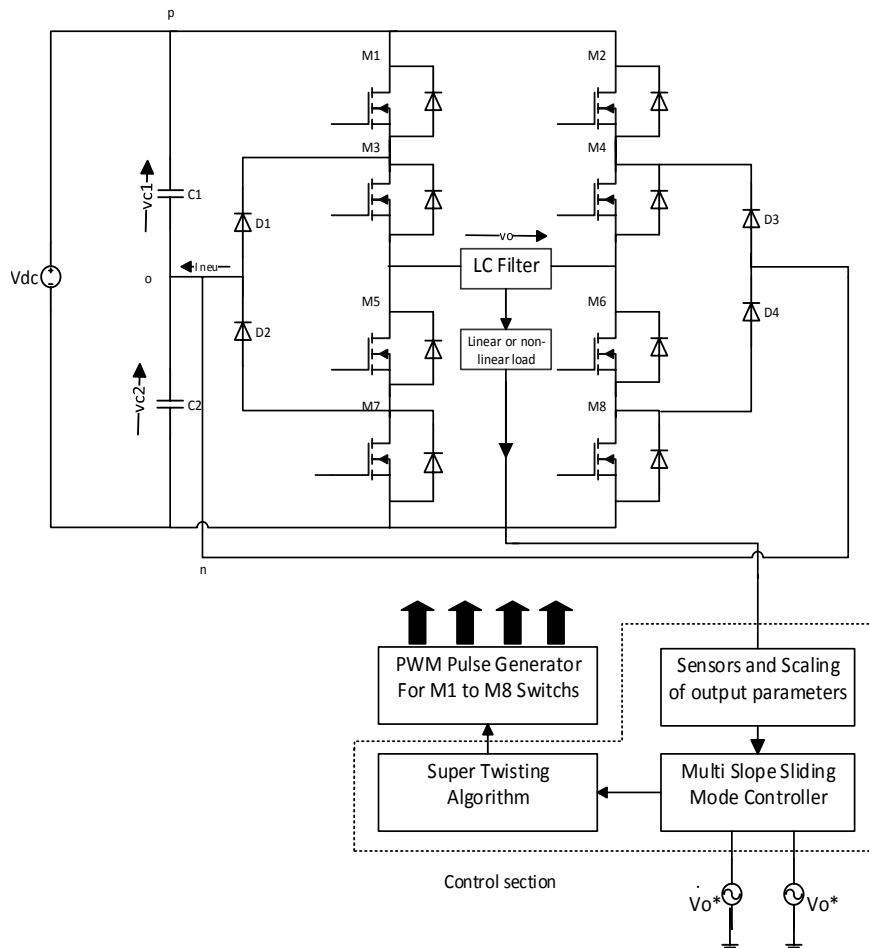 p
M1
M2
M3
M4
vc1
C1
D1
D3
vo
I neu
LC Filter
Vdc
o
M5
M6
D2
D4
Linear or non-
linear load
vc2
C2
M7
M8
n
PWM Pulse Generator
For M1 to M8 Switchs
Sensors and Scaling
of output parameters
Super Twisting
Algorithm
Multi Slope Sliding
Mode Controller
Control section
Vo*
Vo*